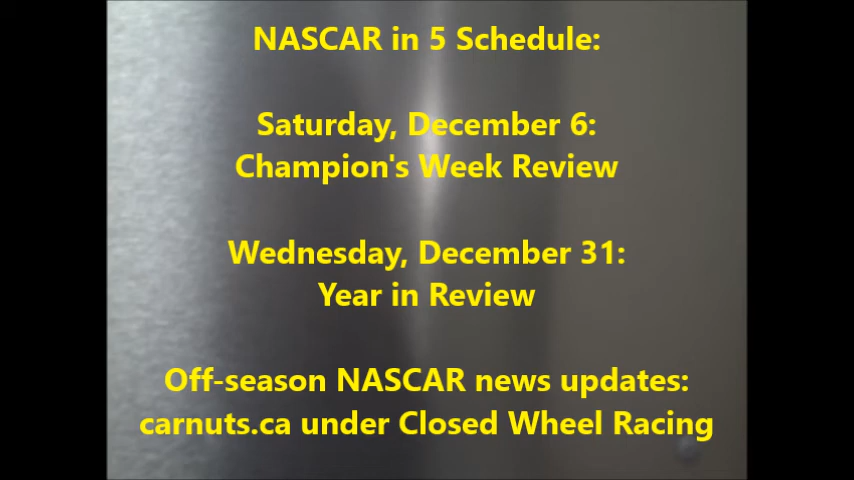 NASCAR in 5 Schedule:
Saturday, December 6:
Champion's Week Review
Wednesday, December 31:
Year in Review
Off-season NASCAR news updates:
carnuts.ca under Closed Wheel Racing